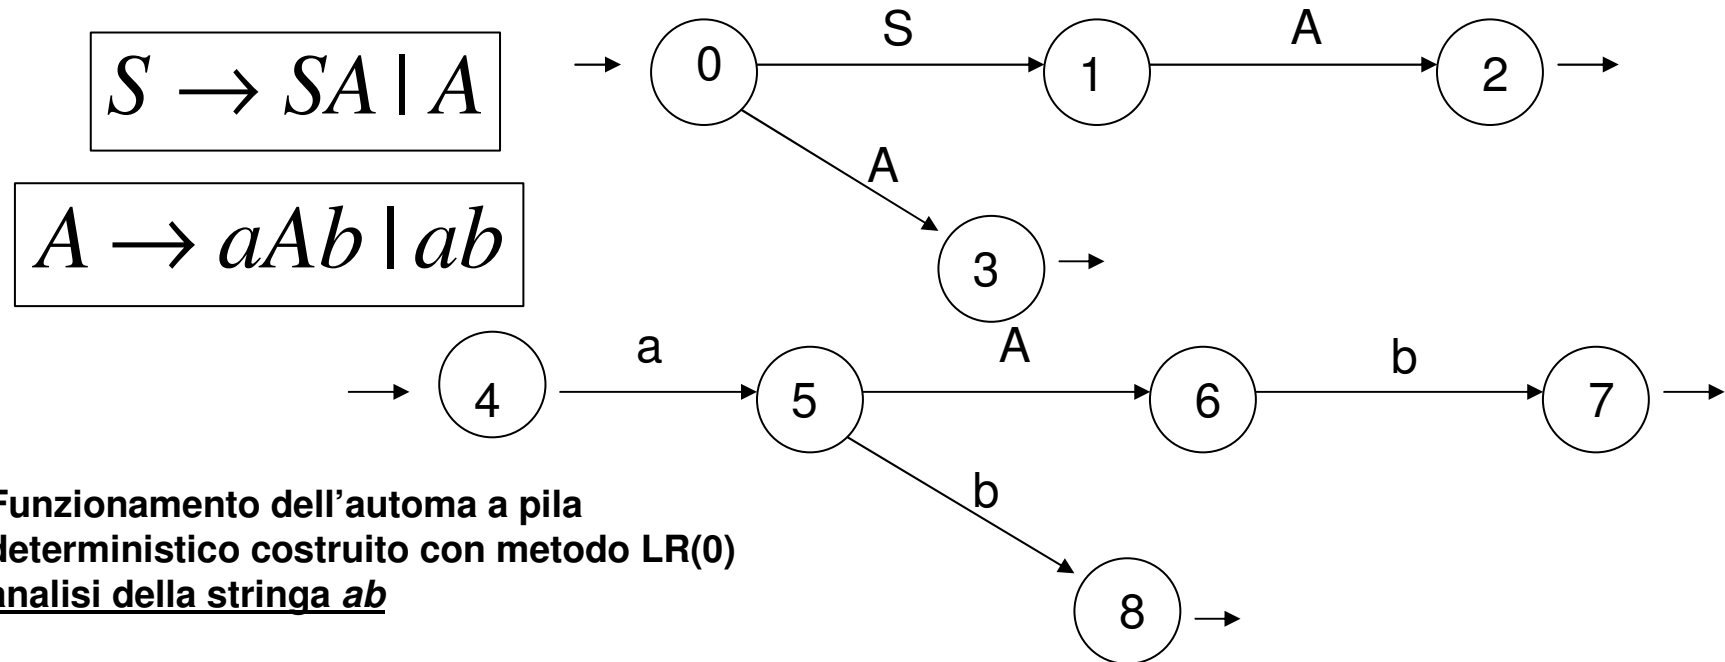 S → SA | A
A → aAb | ab
0
S
1
A
2
A
3
4
a
5
A
6
b
7
b
8
Funzionamento dell'automa a pila
deterministico costruito con metodo LR(0)
analisi della stringa ab